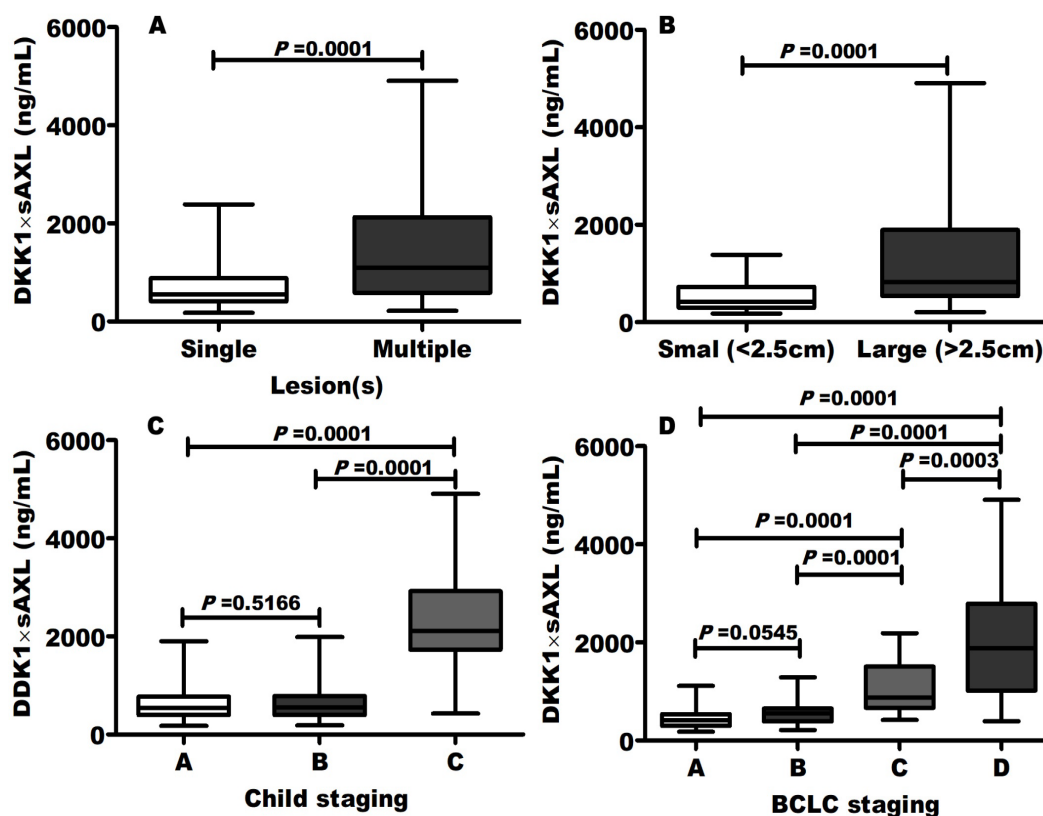 A
P =0.0001
DKK1×sAXL (ng/mL)
6000
4000
2000
0
Single
Multiple
Lesion(s)
B
P =0.0001
DKK1×sAXL (ng/mL)
6000
4000
2000
0
Smal (<2.5cm)
Large (>2.5cm)
C
P =0.0001
P =0.0001
P =0.5166
DDK1×sAXL (ng/mL)
6000
4000
2000
0
A
B
C
Child staging
D
P =0.0001
P =0.0001
P =0.0003
P =0.0001
P =0.0001
P =0.0545
DKK1×sAXL (ng/mL)
6000
4000
2000
0
A
B
C
D
BCLC staging